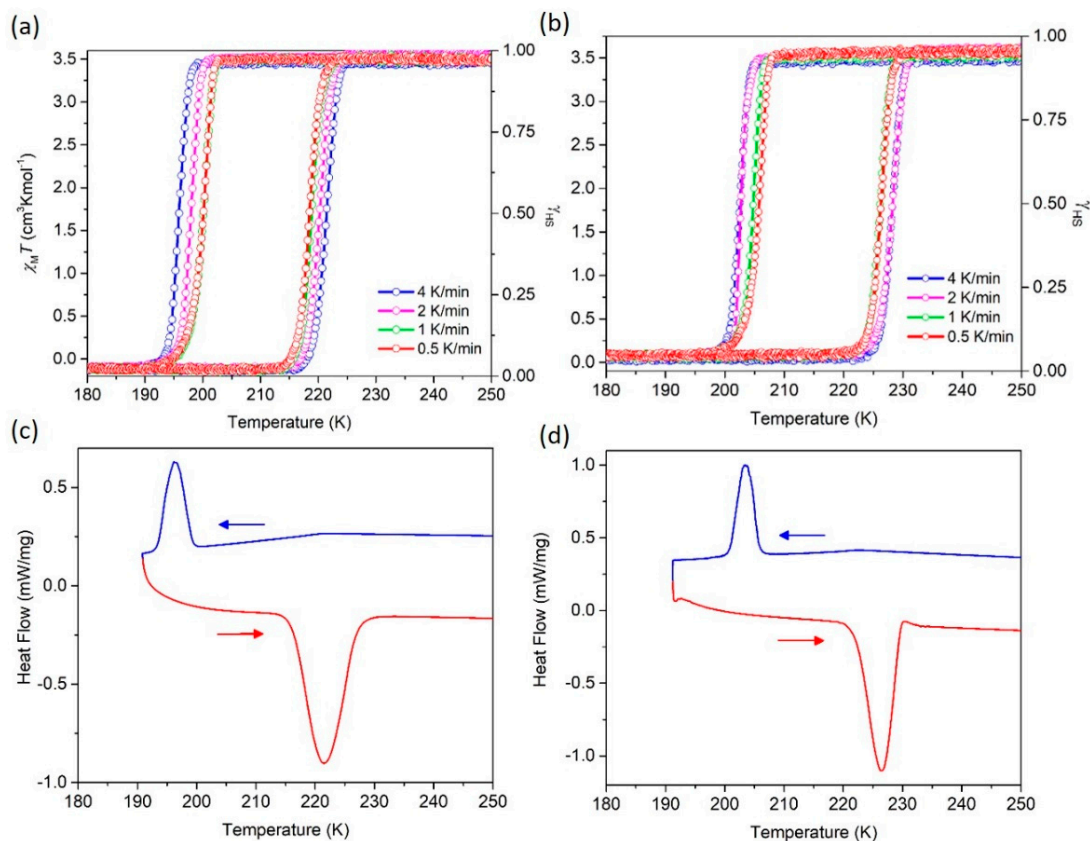 (a)
3.5
3.0
2.5
2.0
1.5
1.0
0.5
0.0
χ_M T (cm³Kmol⁻¹)
1.00
0.75
0.50
0.25
0.00
γHS
4 K/min
2 K/min
1 K/min
0.5 K/min
180 190 200 210 220 230 240 250
Temperature (K)
(b)
3.5
3.0
2.5
2.0
1.5
1.0
0.5
0.0
1.00
0.75
0.50
0.25
0.00
γHS
4 K/min
2 K/min
1 K/min
0.5 K/min
180 190 200 210 220 230 240 250
Temperature (K)
(c)
0.5
0.0
-0.5
-1.0
Heat Flow (mW/mg)
180 190 200 210 220 230 240 250
Temperature (K)
(d)
1.0
0.5
0.0
-0.5
-1.0
Heat Flow (mW/mg)
180 190 200 210 220 230 240 250
Temperature (K)